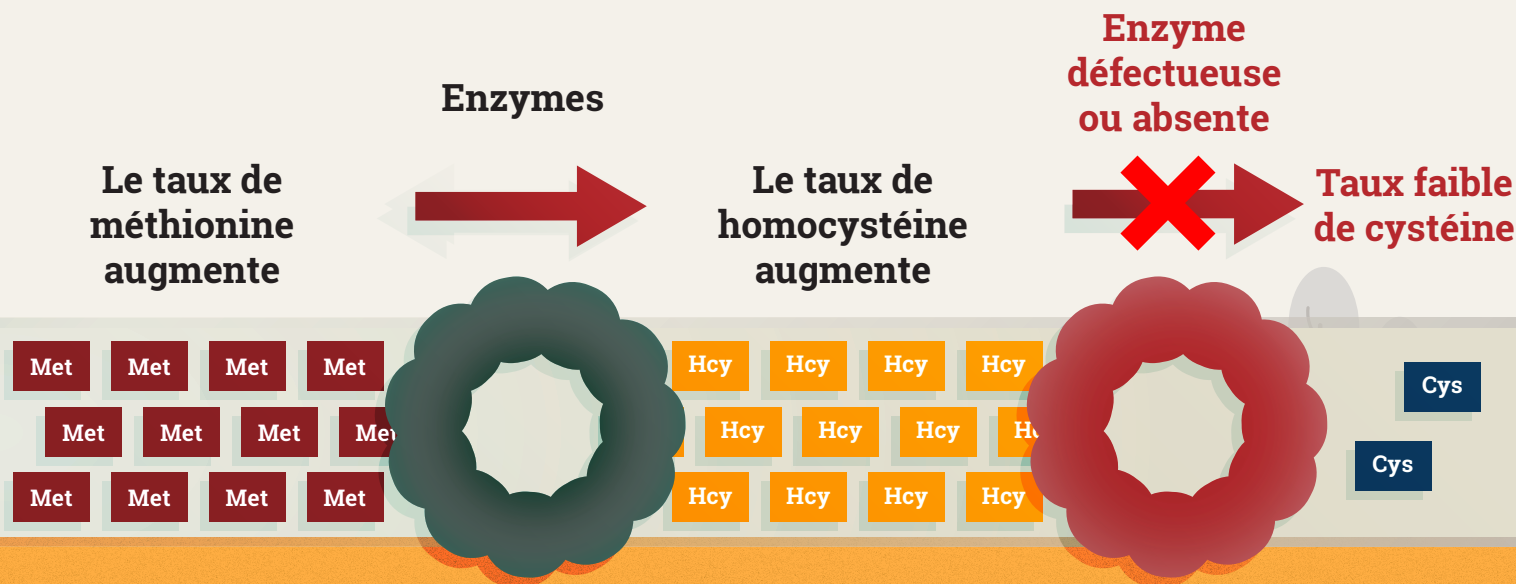 Enzyme
défectueuse
ou absente
Enzymes
Le taux de
méthionine
augmente
Le taux de
homocystéine
augmente
Taux faible
de cystéine
Met Met Met Met
Met Met Met Met
Met Met Met Met
Hcy Hcy Hcy Hcy
Hcy Hcy Hcy
Hcy Hcy Hcy Hcy
Cys
Cys